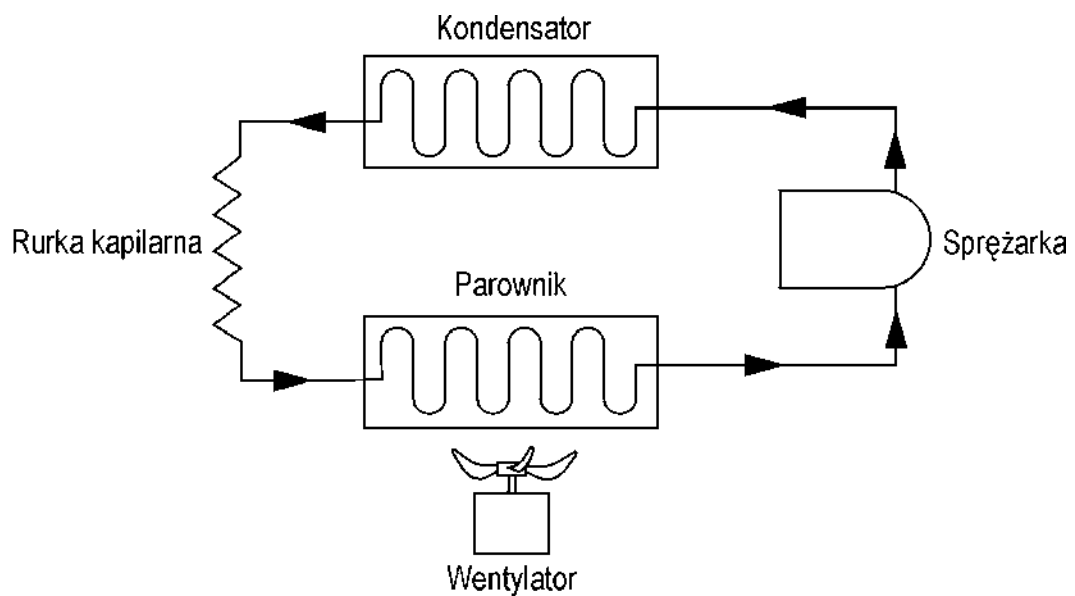 Kondensator
Rurka kapilarna
Sprężarka
Parownik
Wentylator